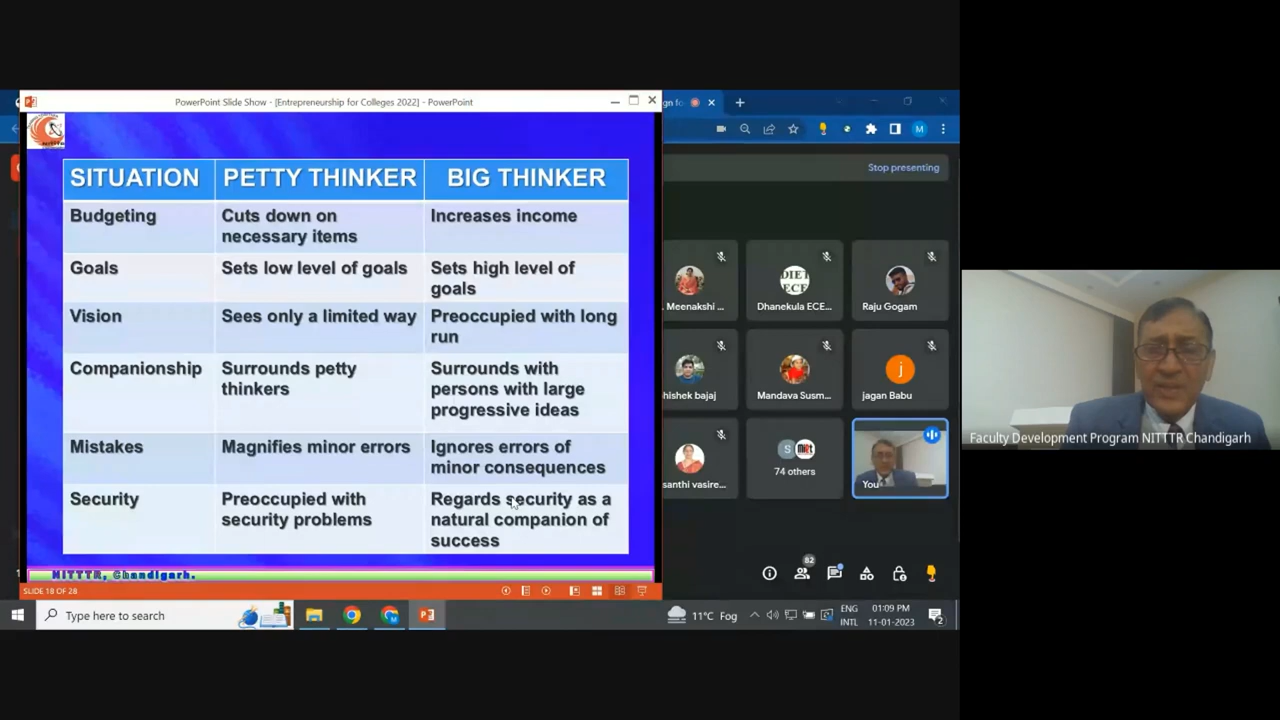 PowerPoint Slide Show - [Entrepreneurship for Colleges 2022] - PowerPoint
Stop presenting
M
SITUATION PETTY THINKER BIG THINKER
Budgeting
Cuts down on
necessary items
Increases income
Goals
Sets low level of goals
Sets high level of
goals
Vision
Sees only a limited way
Preoccupied with long
run
Companionship
Surrounds petty
thinkers
Surrounds with
persons with large
progressive ideas
Mistakes
Magnifies minor errors
Ignores errors of
minor consequences
Security
Preoccupied with
security problems
Regards security as a
natural companion of
success
NITTTR, Chandigarh.
SLIDE 18 OF 28
Meenakshi ...
DIET
ECE
Dhanekula ECE...
Raju Gogam
hishek bajaj
Mandava Susm...
j
jagan Babu
santhi vasire...
S
74 others
You
82
Faculty Development Program NITTTR Chandigarh
Type here to search
11°C Fog
ENG
INTL
01:09 PM
11-01-2023
2